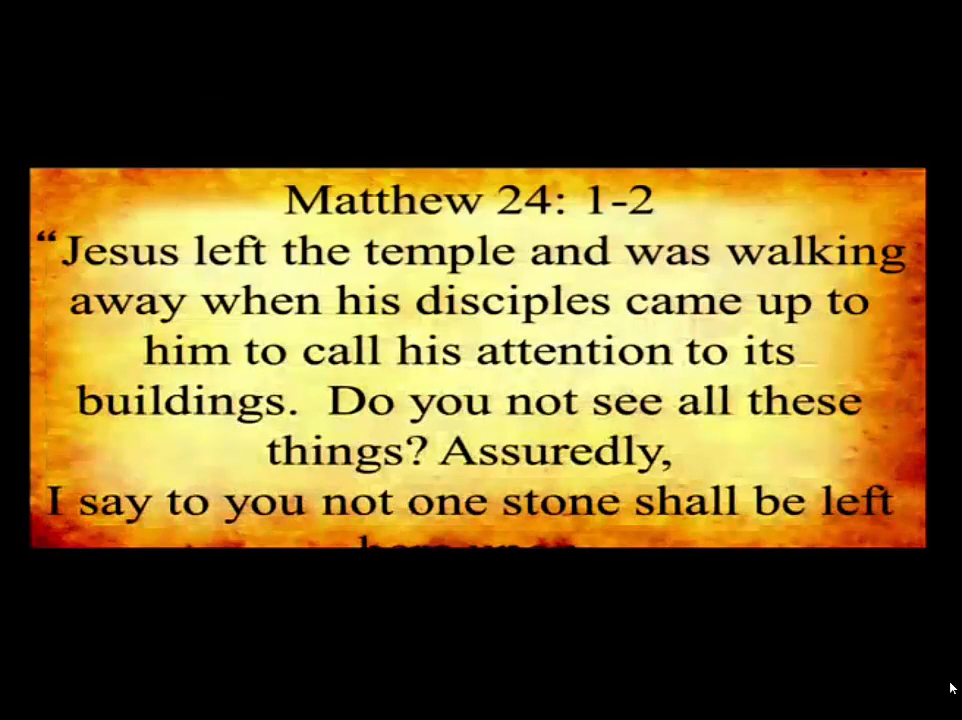 Matthew 24: 1-2
“Jesus left the temple and was walking
away when his disciples came up to
him to call his attention to its
buildings. Do you not see all these
things? Assuredly,
I say to you not one stone shall be left